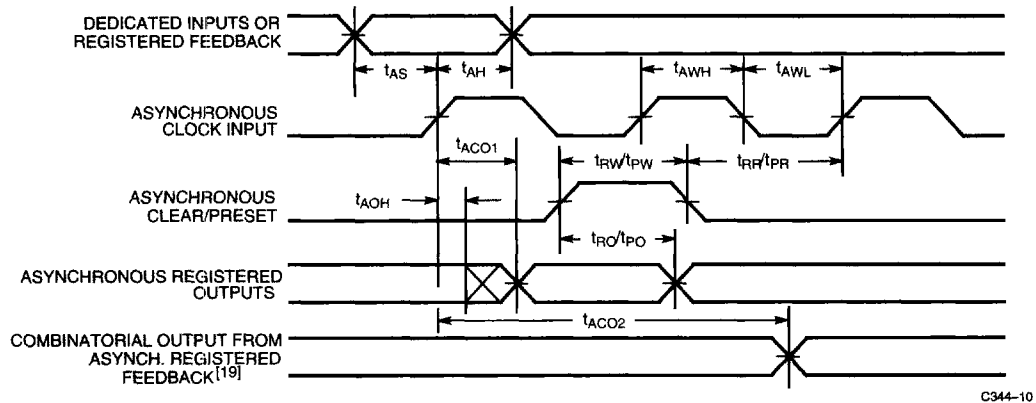 DEDICATED INPUTS OR
REGISTERED FEEDBACK
tAS
tAH
tAWH
tAWL
ASYNCHRONOUS
CLOCK INPUT
tACO1
tRW/tPW
tRR/tPR
tAOH
ASYNCHRONOUS
CLEAR/PRESET
tRO/tPO
ASYNCHRONOUS REGISTERED
OUTPUTS
tACO2
COMBINATORIAL OUTPUT FROM
ASYNCH. REGISTERED
FEEDBACK[19]
C344–10